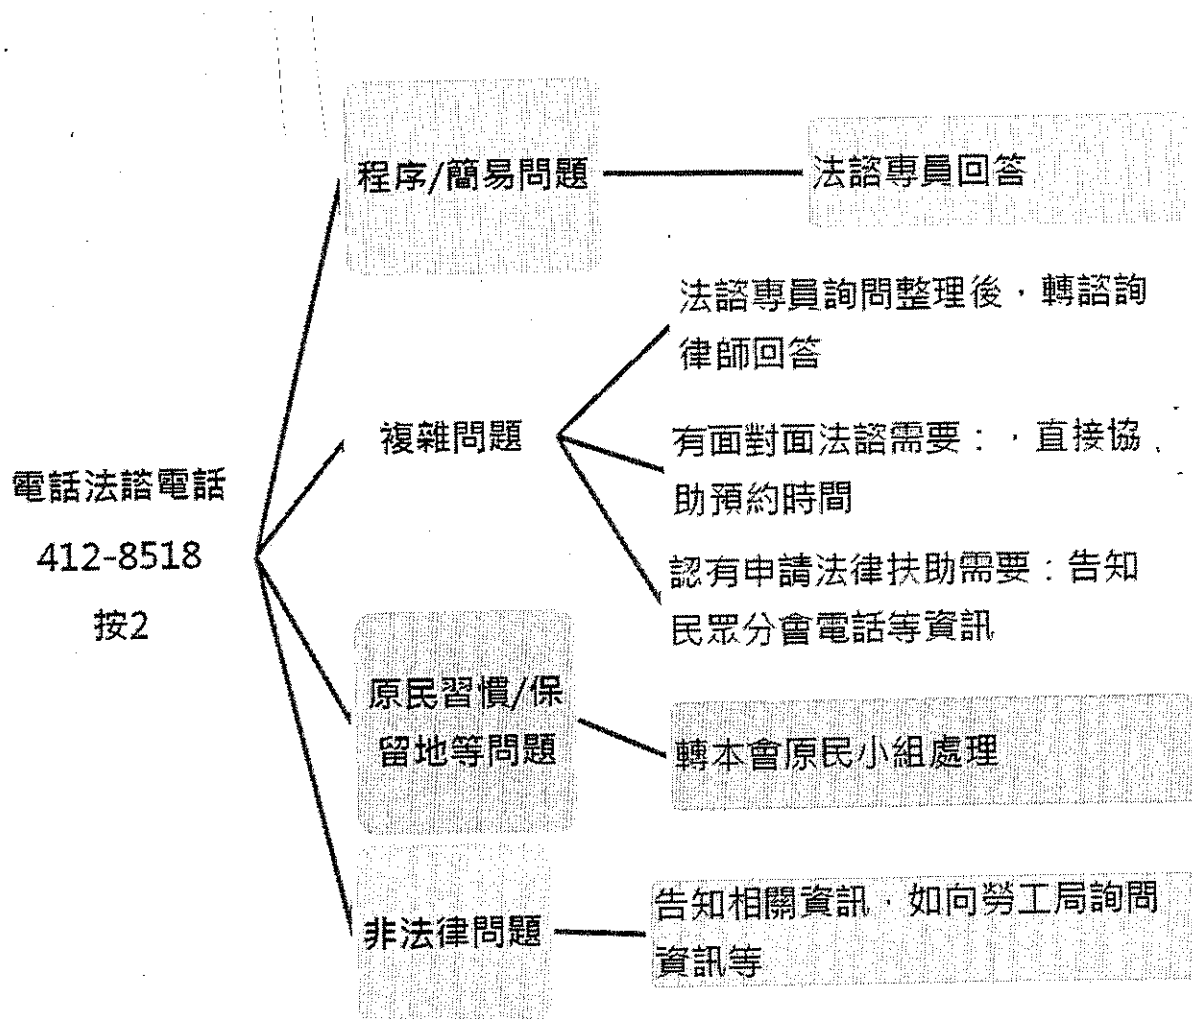 電話法諮電話
412-8518
按2
程序/簡易問題
法諮專員回答
複雜問題
法諮專員詢問整理後，轉諮詢
律師回答
有面對面法諮需要：，直接協
助預約時間
認有申請法律扶助需要：告知
民眾分會電話等資訊
原民習慣/保
留地等問題
轉本會原民小組處理
非法律問題
告知相關資訊，如向勞工局詢問
資訊等